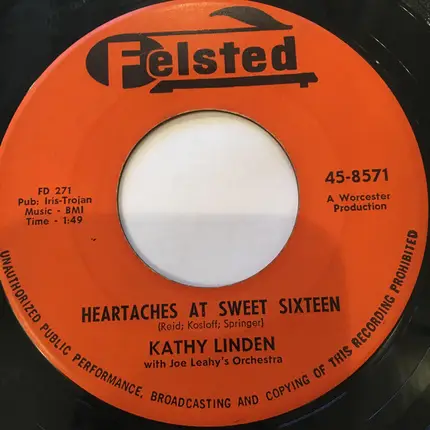 Felsted
FD 271
Pub: Iris-Trojan
Music - BMI
Time - 1:49
45-8571
A Worcester
Production
HEARTACHES AT SWEET SIXTEEN
(Reid; Kosloff; Springer)
KATHY LINDEN
with Joe Leahy's Orchestra
UNAUTHORIZED PUBLIC PERFORMANCE, BROADCASTING AND COPYING OF THIS RECORDING PROHIBITED